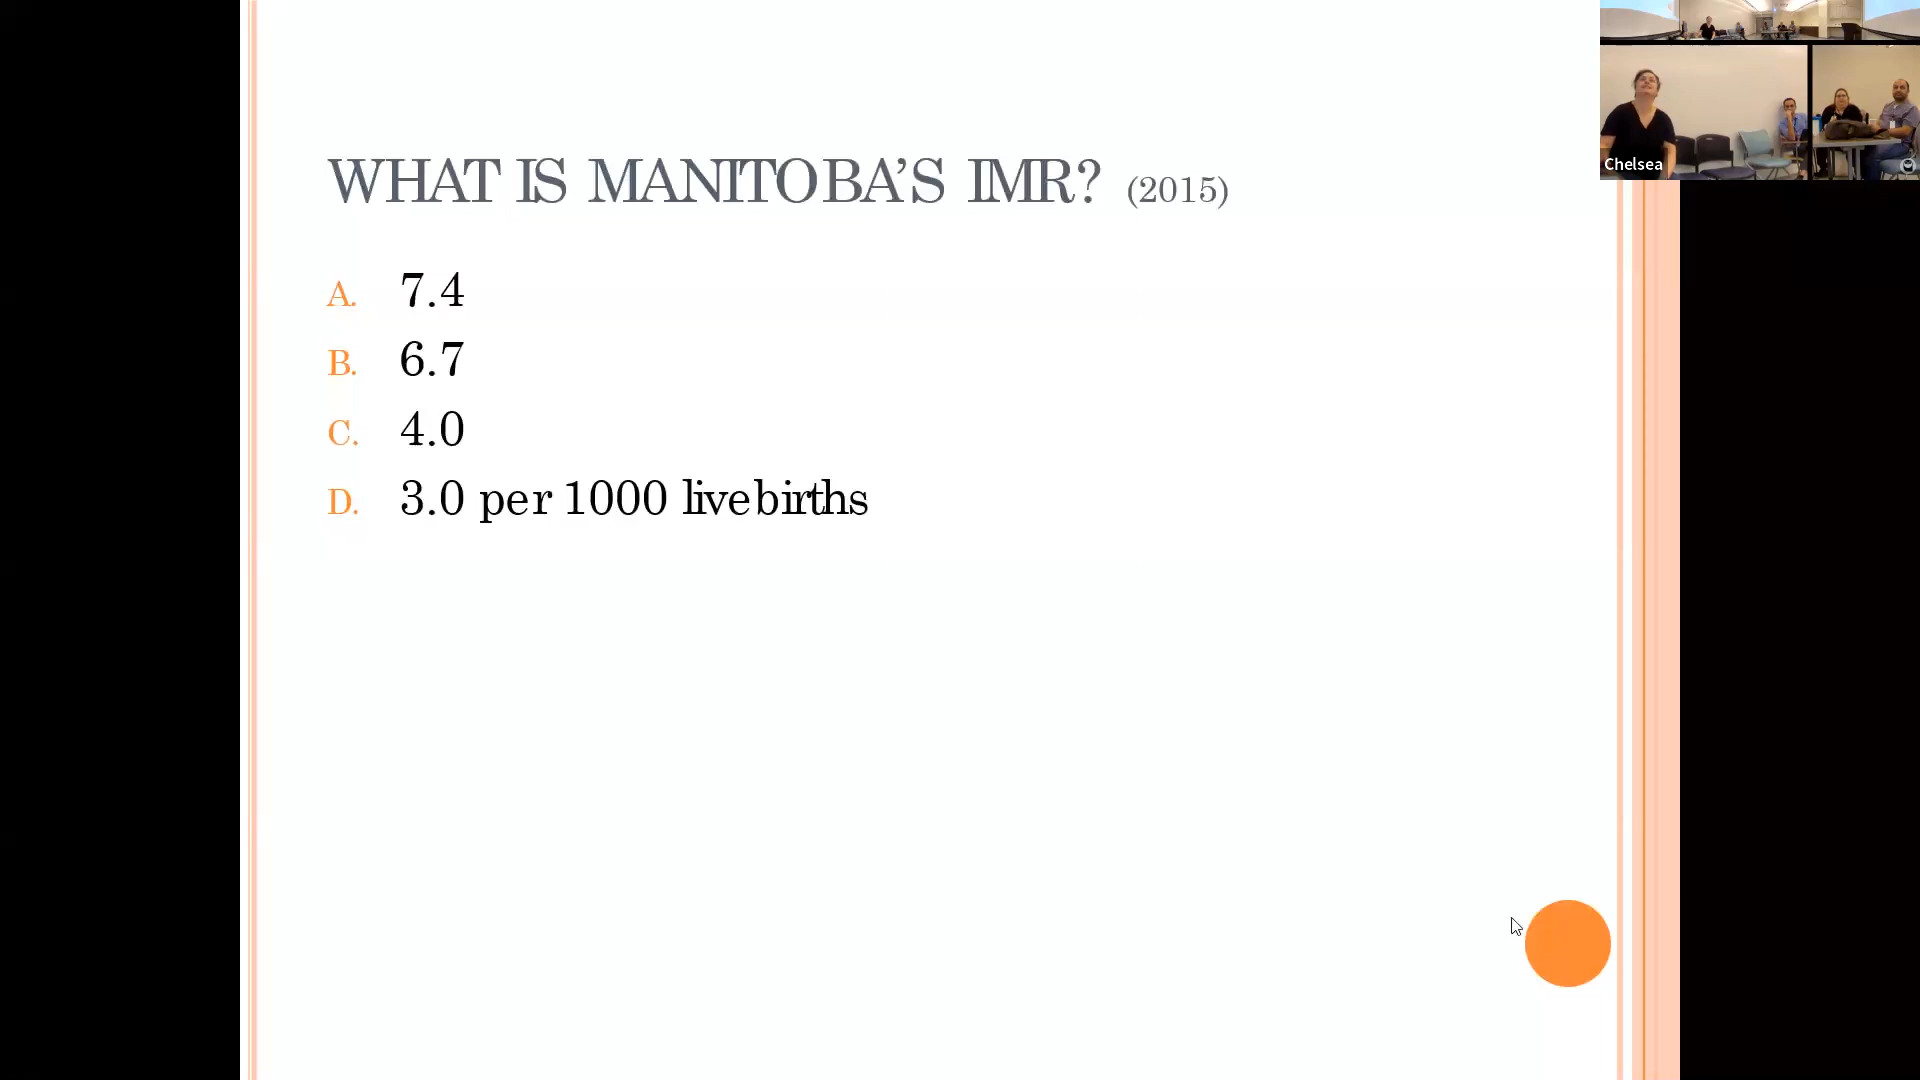 WHAT IS MANITOBA'S IMR? (2015)
A. 7.4
B. 6.7
C. 4.0
D. 3.0 per 1000 livebirths
Chelsea